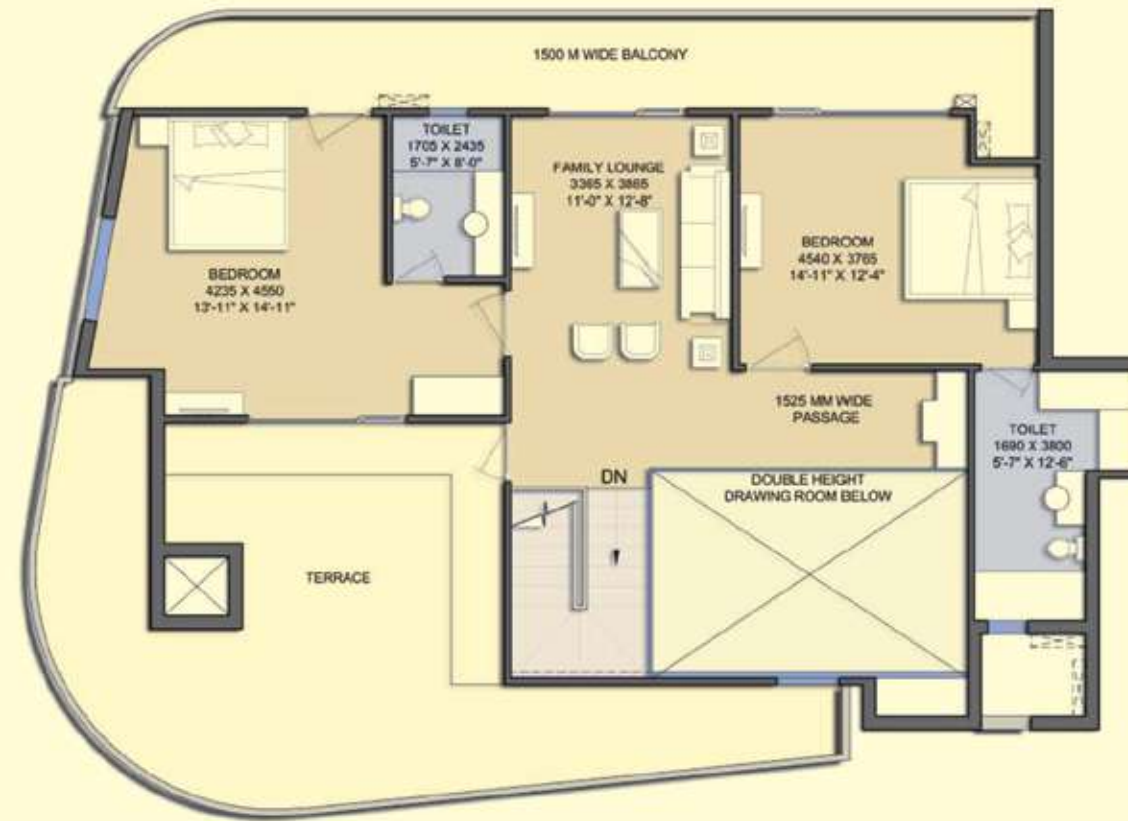 1500 M WIDE BALCONY
TOILET
1705 X 2435
5'-7" X 8'-0"
FAMILY LOUNGE
3365 X 3865
11'-0" X 12'-8"
BEDROOM
4540 X 3765
14'-11" X 12'-4"
BEDROOM
4235 X 4550
13'-11" X 14'-11"
1525 MM WIDE
PASSAGE
TOILET
1690 X 3800
5'-7" X 12'-6"
DN
DOUBLE HEIGHT
DRAWING ROOM BELOW
TERRACE